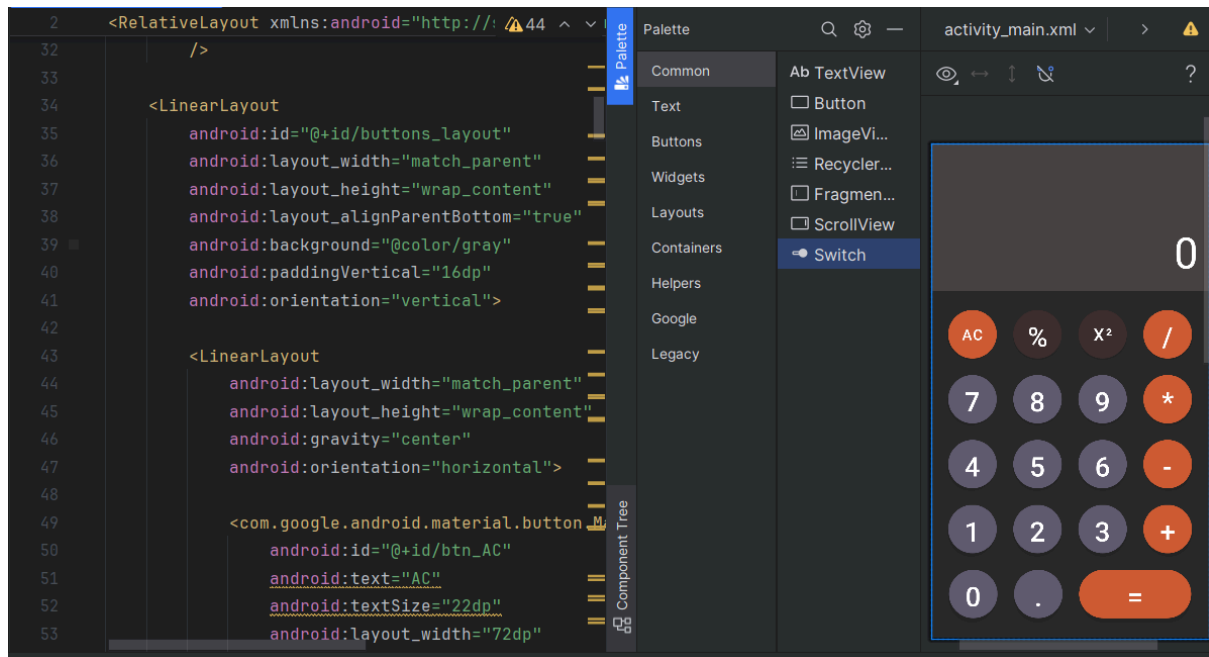 2 <RelativeLayout xmlns:android="http://s 44
32 />
33
34 <LinearLayout
35 android:id="@+id/buttons_layout"
36 android:layout_width="match_parent"
37 android:layout_height="wrap_content"
38 android:layout_alignParentBottom="true"
39 android:background="@color/gray"
40 android:paddingVertical="16dp"
41 android:orientation="vertical">
42
43 <LinearLayout
44 android:layout_width="match_parent"
45 android:layout_height="wrap_content"
46 android:gravity="center"
47 android:orientation="horizontal">
48
49 <com.google.android.material.button.Ma
50 android:id="@+id/btn_AC"
51 android:text="AC"
52 android:textSize="22dp"
53 android:layout_width="72dp"
Palette
Component Tree
Palette
Common
Text
Buttons
Widgets
Layouts
Containers
Helpers
Google
Legacy
Ab TextView
Button
ImageVi...
Recycler...
Fragmen...
ScrollView
Switch
activity_main.xml
?
0
AC % X² /
7 8 9 *
4 5 6 -
1 2 3 +
0 . =